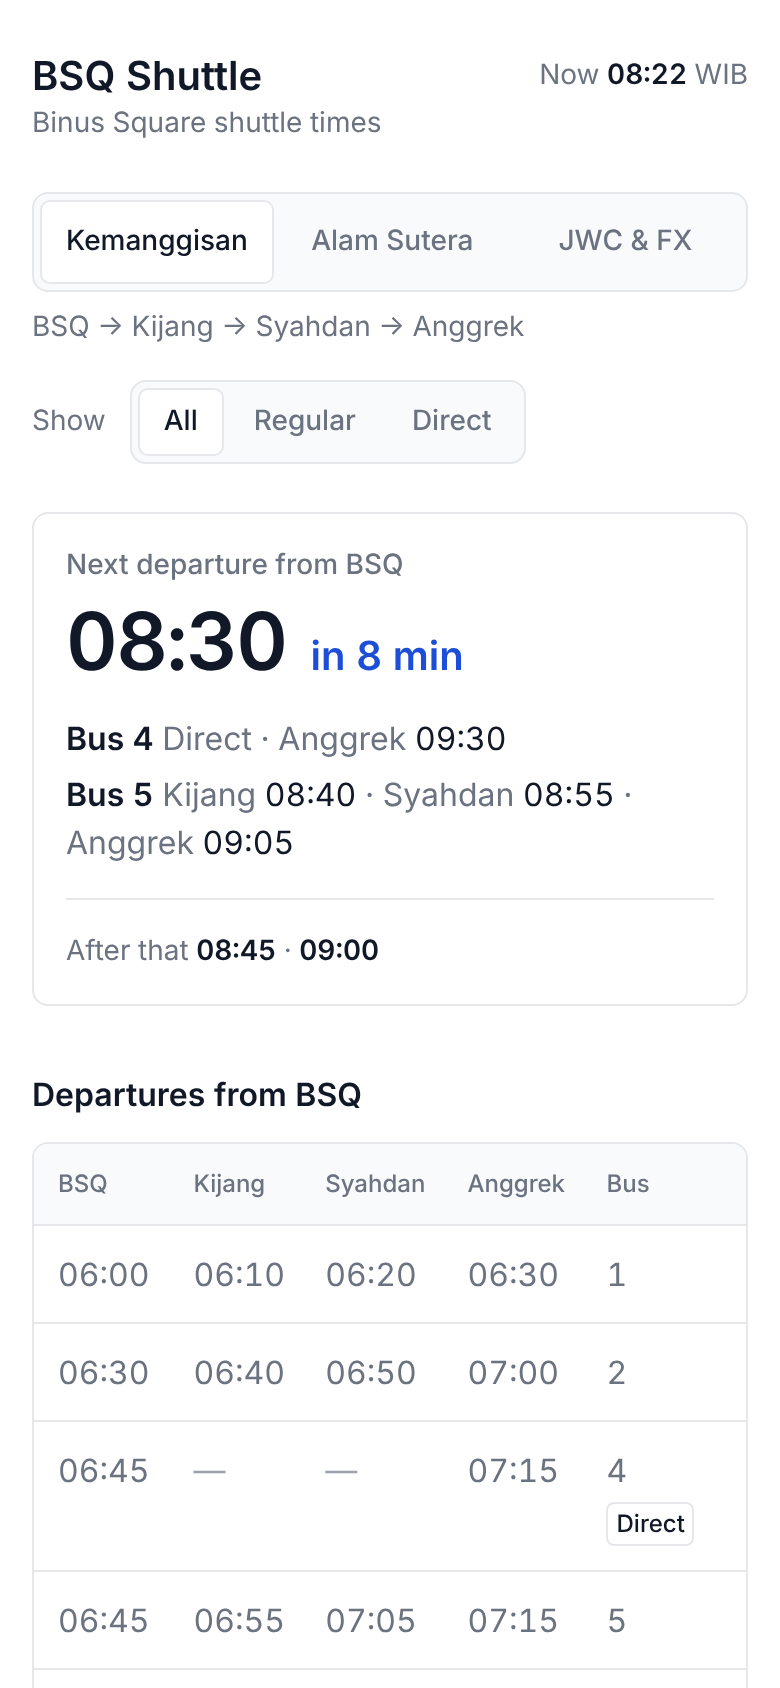 BSQ Shuttle
Now 08:22 WIB
Binus Square shuttle times
Kemanggisan Alam Sutera JWC & FX
BSQ → Kijang → Syahdan → Anggrek
Show All Regular Direct
Next departure from BSQ
08:30 in 8 min
Bus 4 Direct · Anggrek 09:30
Bus 5 Kijang 08:40 · Syahdan 08:55 ·
Anggrek 09:05
After that 08:45 · 09:00
Departures from BSQ
BSQ Kijang Syahdan Anggrek Bus
06:00 06:10 06:20 06:30 1
06:30 06:40 06:50 07:00 2
06:45 — — 07:15 4
Direct
06:45 06:55 07:05 07:15 5